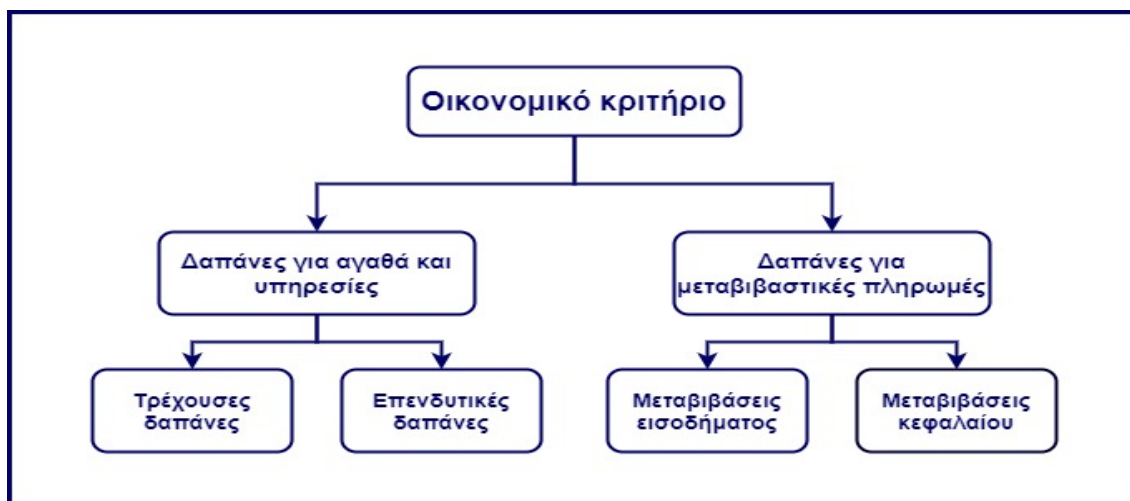 Οικονομικό κριτήριο
Δαπάνες για αγαθά και
υπηρεσίες
Δαπάνες για
μεταβιβαστικές πληρωμές
Τρέχουσες
δαπάνες
Επενδυτικές
δαπάνες
Μεταβιβάσεις
εισοδήματος
Μεταβιβάσεις
κεφαλαίου